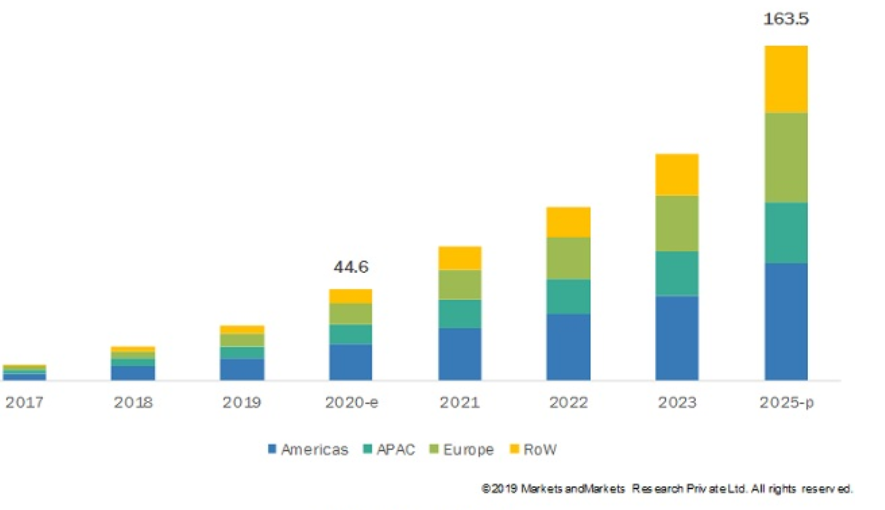 163.5
44.6
2017 2018 2019 2020-e 2021 2022 2023 2025-p
Americas APAC Europe RoW
©2019 MarketsandMarkets Research Private Ltd. All rights reserved.